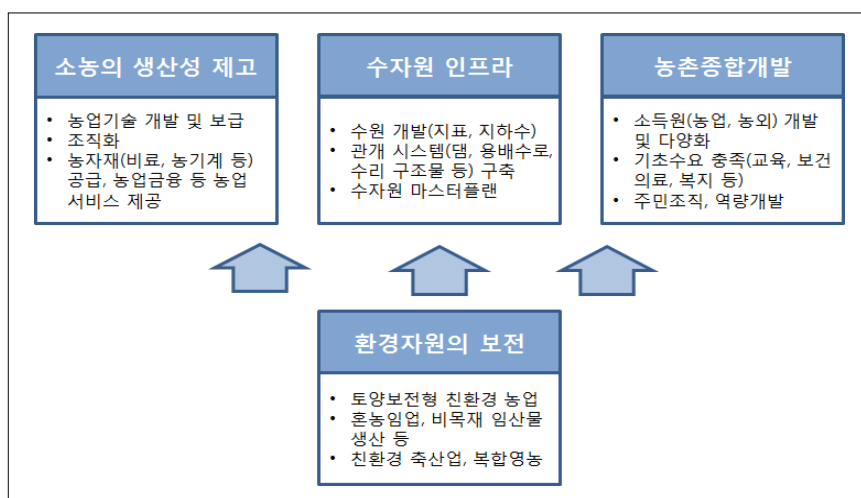 소농의 생산성 제고
• 농업기술 개발 및 보급
• 조직화
• 농자재(비료, 농기계 등)
공급, 농업금융 등 농업
서비스 제공
수자원 인프라
• 수원 개발(지표, 지하수)
• 관개 시스템(댐, 용배수로,
수리 구조물 등) 구축
• 수자원 마스터플랜
농촌종합개발
• 소득원(농업, 농외) 개발
및 다양화
• 기초수요 충족(교육, 보건
의료, 복지 등)
• 주민조직, 역량개발
환경자원의 보전
• 토양보전형 친환경 농업
• 혼농임업, 비목재 임산물
생산 등
• 친환경 축산업, 복합영농